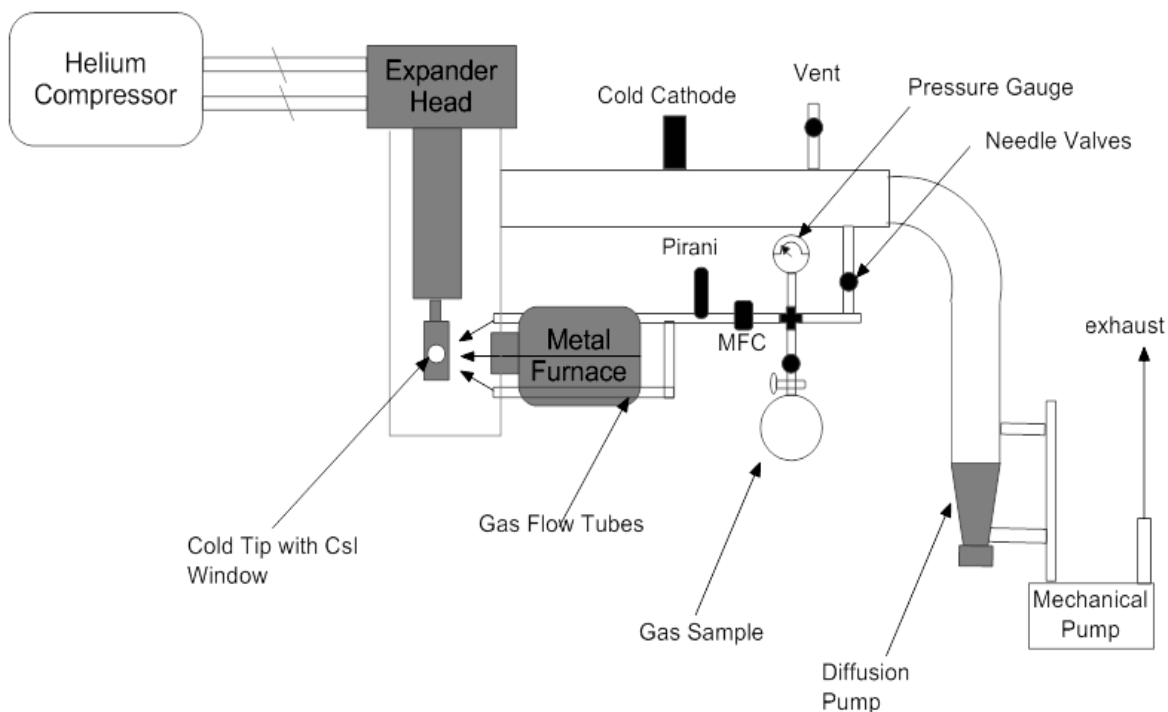 Helium
Compressor
Expander
Head
Cold Cathode
Vent
Pressure Gauge
Needle Valves
Pirani
MFC
Metal
Furnace
exhaust
Gas Flow Tubes
Cold Tip with CsI
Window
Gas Sample
Mechanical
Pump
Diffusion
Pump